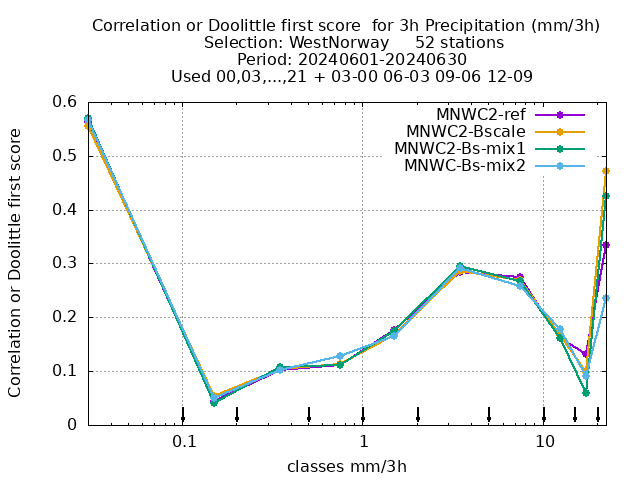 Correlation or Doolittle first score  for 3h Precipitation (mm/3h)
Selection: WestNorway     52 stations
Period: 20240601-20240630
Used 00,03,...,21 + 03-00 06-03 09-06 12-09
MNWC2-ref
MNWC2-Bscale
MNWC2-Bs-mix1
MNWC-Bs-mix2
Correlation or Doolittle first score
0.6
0.5
0.4
0.3
0.2
0.1
0
0.1 1 10
classes mm/3h